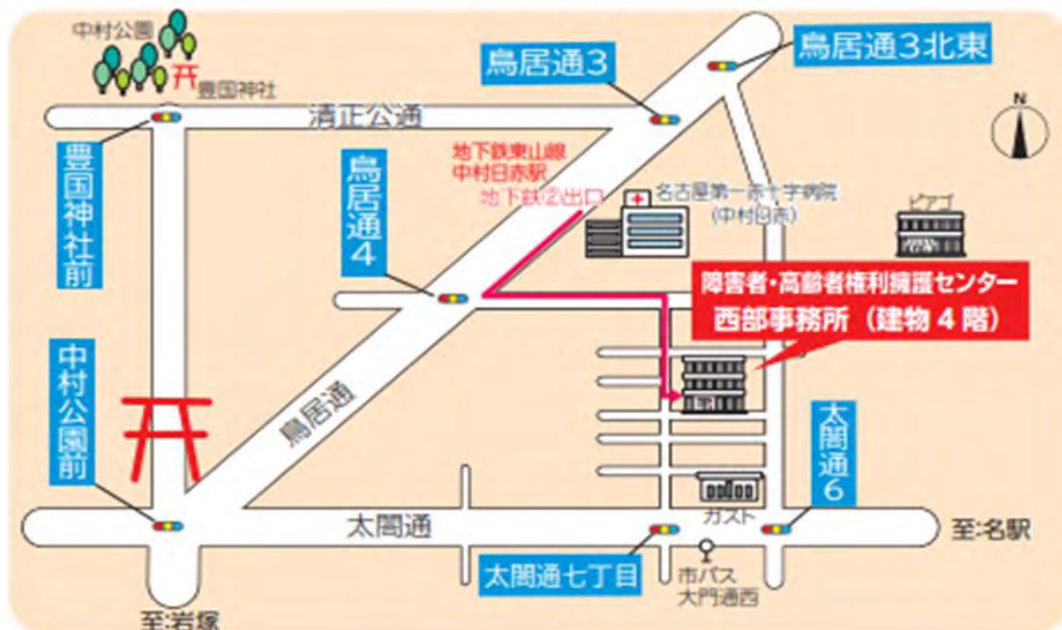 中村公園
豊国神社
鳥居通3
鳥居通3北東
清正公通
N
豊国神社前
鳥居通4
地下鉄東山線
中村日赤駅
地下鉄②出口
名古屋第一赤十字病院
(中村日赤)
ピアゴ
障害者・高齢者権利擁護センター
西部事務所（建物4階）
中村公園前
鳥居通
太閤通6
ガスト
太閤通
至:名駅
太閤通七丁目
市バス
大門通西
至:岩塚